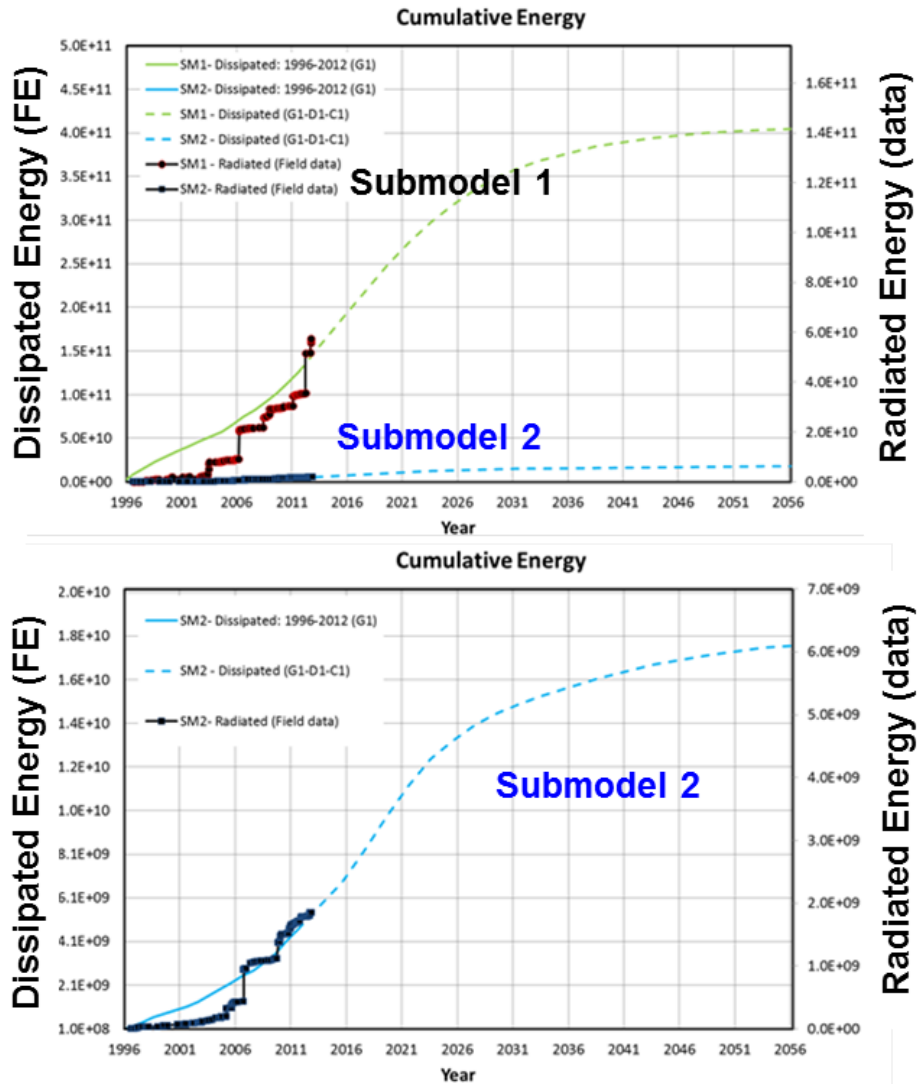 Cumulative Energy
Dissipated Energy (FE)
5.0E+11
4.5E+11
4.0E+11
3.5E+11
3.0E+11
2.5E+11
2.0E+11
1.5E+11
1.0E+11
5.0E+10
0.0E+00
SM1- Dissipated: 1996-2012 (G1)
SM2- Dissipated: 1996-2012 (G1)
SM1 - Dissipated (G1-D1-C1)
SM2 - Dissipated (G1-D1-C1)
SM1 - Radiated (Field data)
SM2- Radiated (Field data)
Submodel 1
Submodel 2
1.6E+11
1.4E+11
1.2E+11
1.0E+11
8.0E+10
6.0E+10
4.0E+10
2.0E+10
0.0E+00
Radiated Energy (data)
1996 2001 2006 2011 2016 2021 2026 2031 2036 2041 2046 2051 2056
Year
Cumulative Energy
Dissipated Energy (FE)
2.0E+10
1.8E+10
1.6E+10
1.4E+10
1.2E+10
1.0E+10
8.1E+09
6.1E+09
4.1E+09
2.1E+09
1.0E+08
SM2- Dissipated: 1996-2012 (G1)
SM2 - Dissipated (G1-D1-C1)
SM2- Radiated (Field data)
Submodel 2
7.0E+09
6.0E+09
5.0E+09
4.0E+09
3.0E+09
2.0E+09
1.0E+09
0.0E+00
Radiated Energy (data)
1996 2001 2006 2011 2016 2021 2026 2031 2036 2041 2046 2051 2056
Year